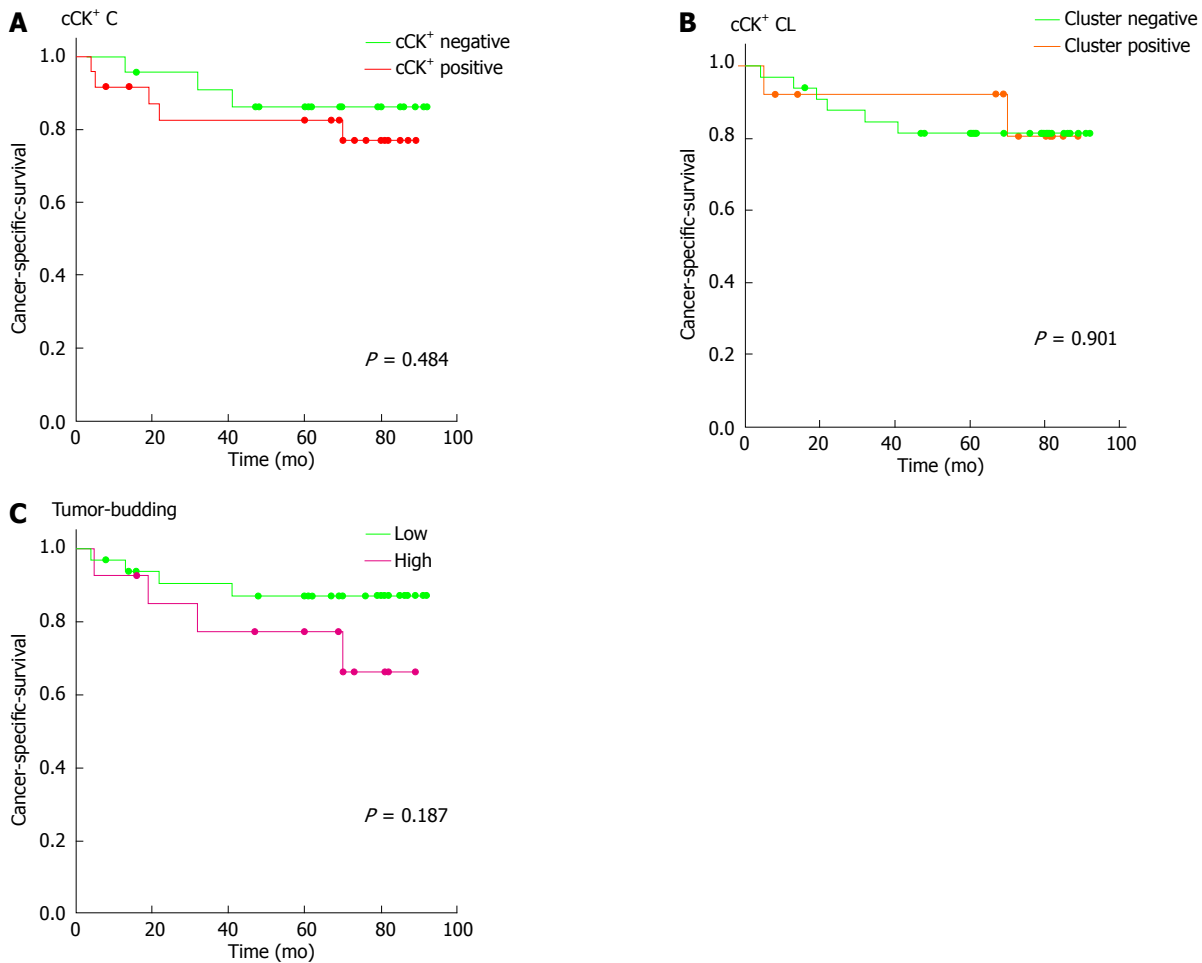 A
cCK⁺ C
cCK⁺ negative
cCK⁺ positive
1.0
0.8
0.6
0.4
0.2
0.0
Cancer-specific-survival
P = 0.484
0 20 40 60 80 100
Time (mo)
B
cCK⁺ CL
Cluster negative
Cluster positive
1.0
0.8
0.6
0.4
0.2
0.0
Cancer-specific-survival
P = 0.901
0 20 40 60 80 100
Time (mo)
C
Tumor-budding
Low
High
1.0
0.8
0.6
0.4
0.2
0.0
Cancer-specific-survival
P = 0.187
0 20 40 60 80 100
Time (mo)